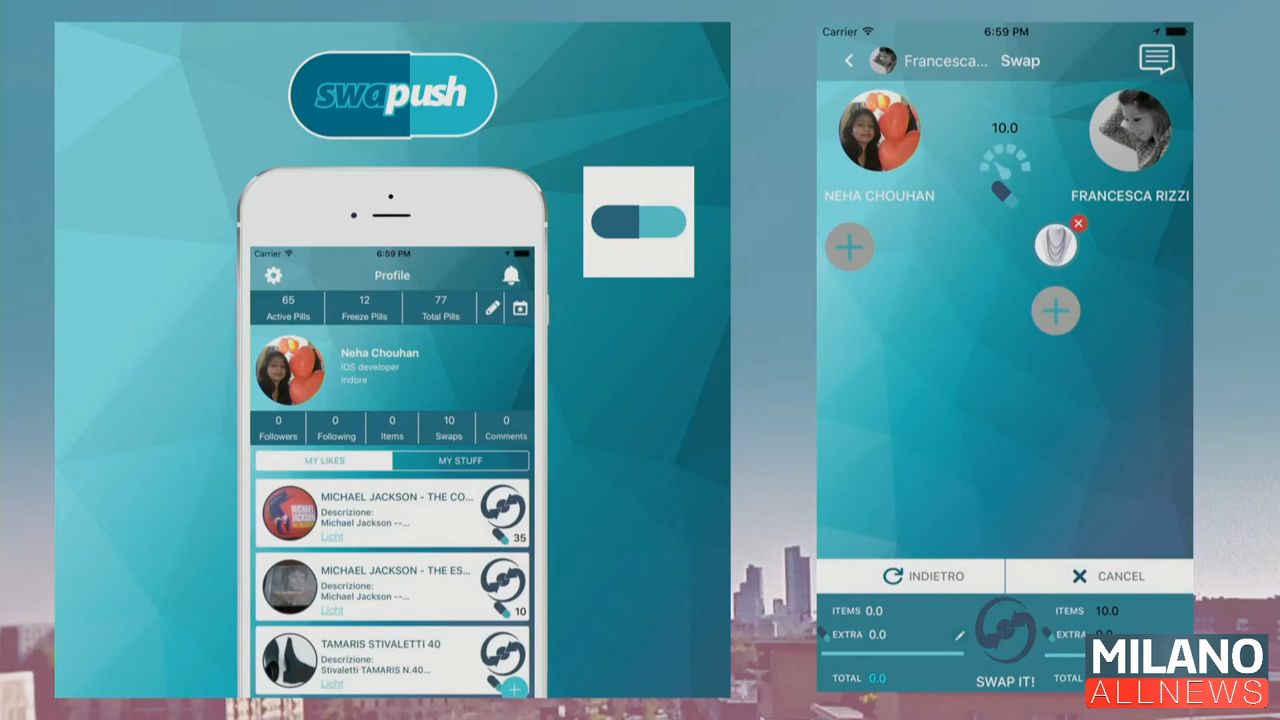 swapush
Carrier 6:59 PM
Profile
65 12 77
Active Pills Freeze Pills Total Pills
Neha Chouhan
IOS developer
Indore
0 0 0 10 0
Followers Following Items Swaps Comments
MY LIKES MY STUFF
MICHAEL JACKSON - THE CO...
Descrizione:
Michael Jackson --...
Licht
35
MICHAEL JACKSON - THE ES...
Descrizione:
Michael Jackson --...
Licht
10
TAMARIS STIVALETTI 40
Descrizione:
Stivaletti TAMARIS N.40...
Licht
Carrier 6:59 PM
Francesca... Swap
10.0
NEHA CHOUHAN FRANCESCA RIZZI
INDIETRO CANCEL
ITEMS 0.0 ITEMS 10.0
EXTRA 0.0 EXTRA 0.0
TOTAL 0.0 SWAP IT! TOTAL
MILANO
ALLNEWS